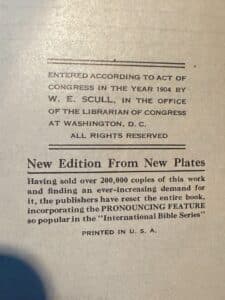 ENTERED ACCORDING TO ACT OF
CONGRESS IN THE YEAR 1904 BY
W. E. SCULL, IN THE OFFICE
OF THE LIBRARIAN OF CONGRESS
AT WASHINGTON, D. C.
ALL RIGHTS RESERVED
New Edition From New Plates
Having sold over 200,000 copies of this work
and finding an ever-increasing demand for
it, the publishers have reset the entire book,
incorporating the PRONOUNCING FEATURE
so popular in the "International Bible Series"
PRINTED IN U. S. A.